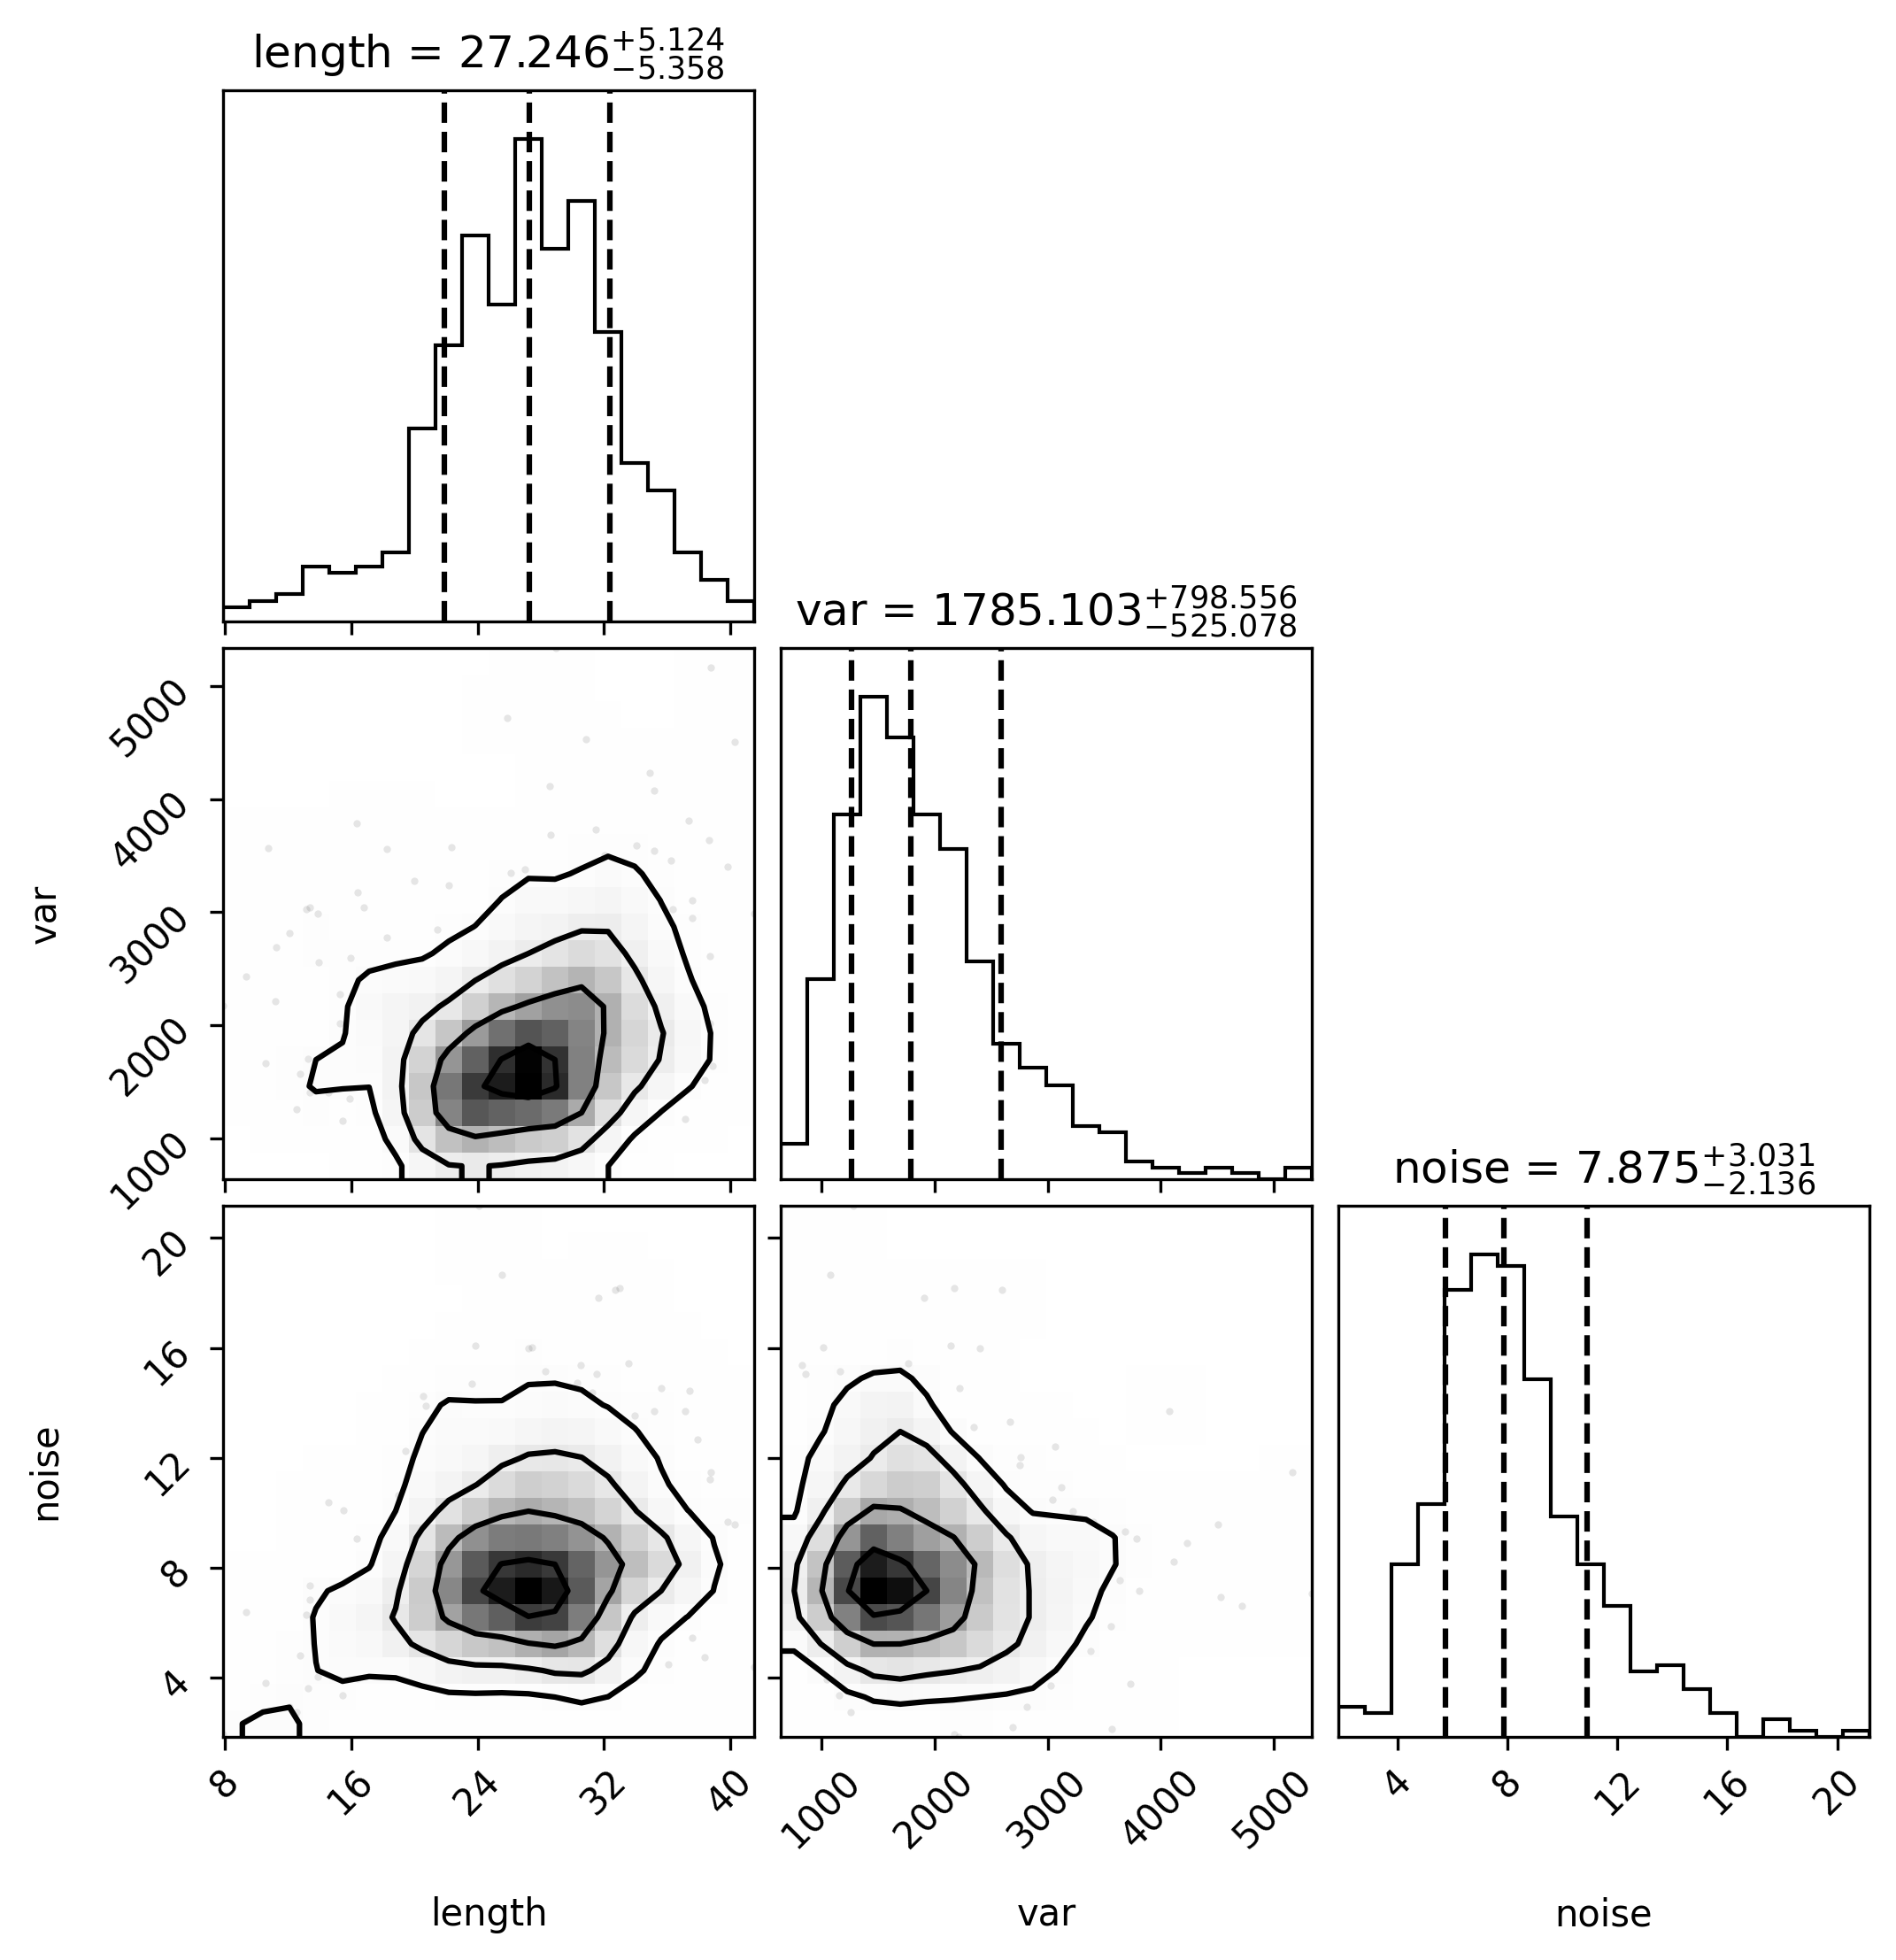 length = 27.246+5.124−5.358
var = 1785.103+798.556−525.078
5000
4000
3000
2000
1000
var
noise = 7.875+3.031−2.136
20
16
12
8
4
noise
8 16 24 32 40
1000 2000 3000 4000 5000
4 8 12 16 20
length
var
noise